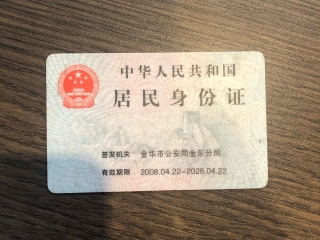 中华人民共和国
居民身份证
签发机关 金华市公安局金东分局
有效期限 2008.04.22-2028.04.22